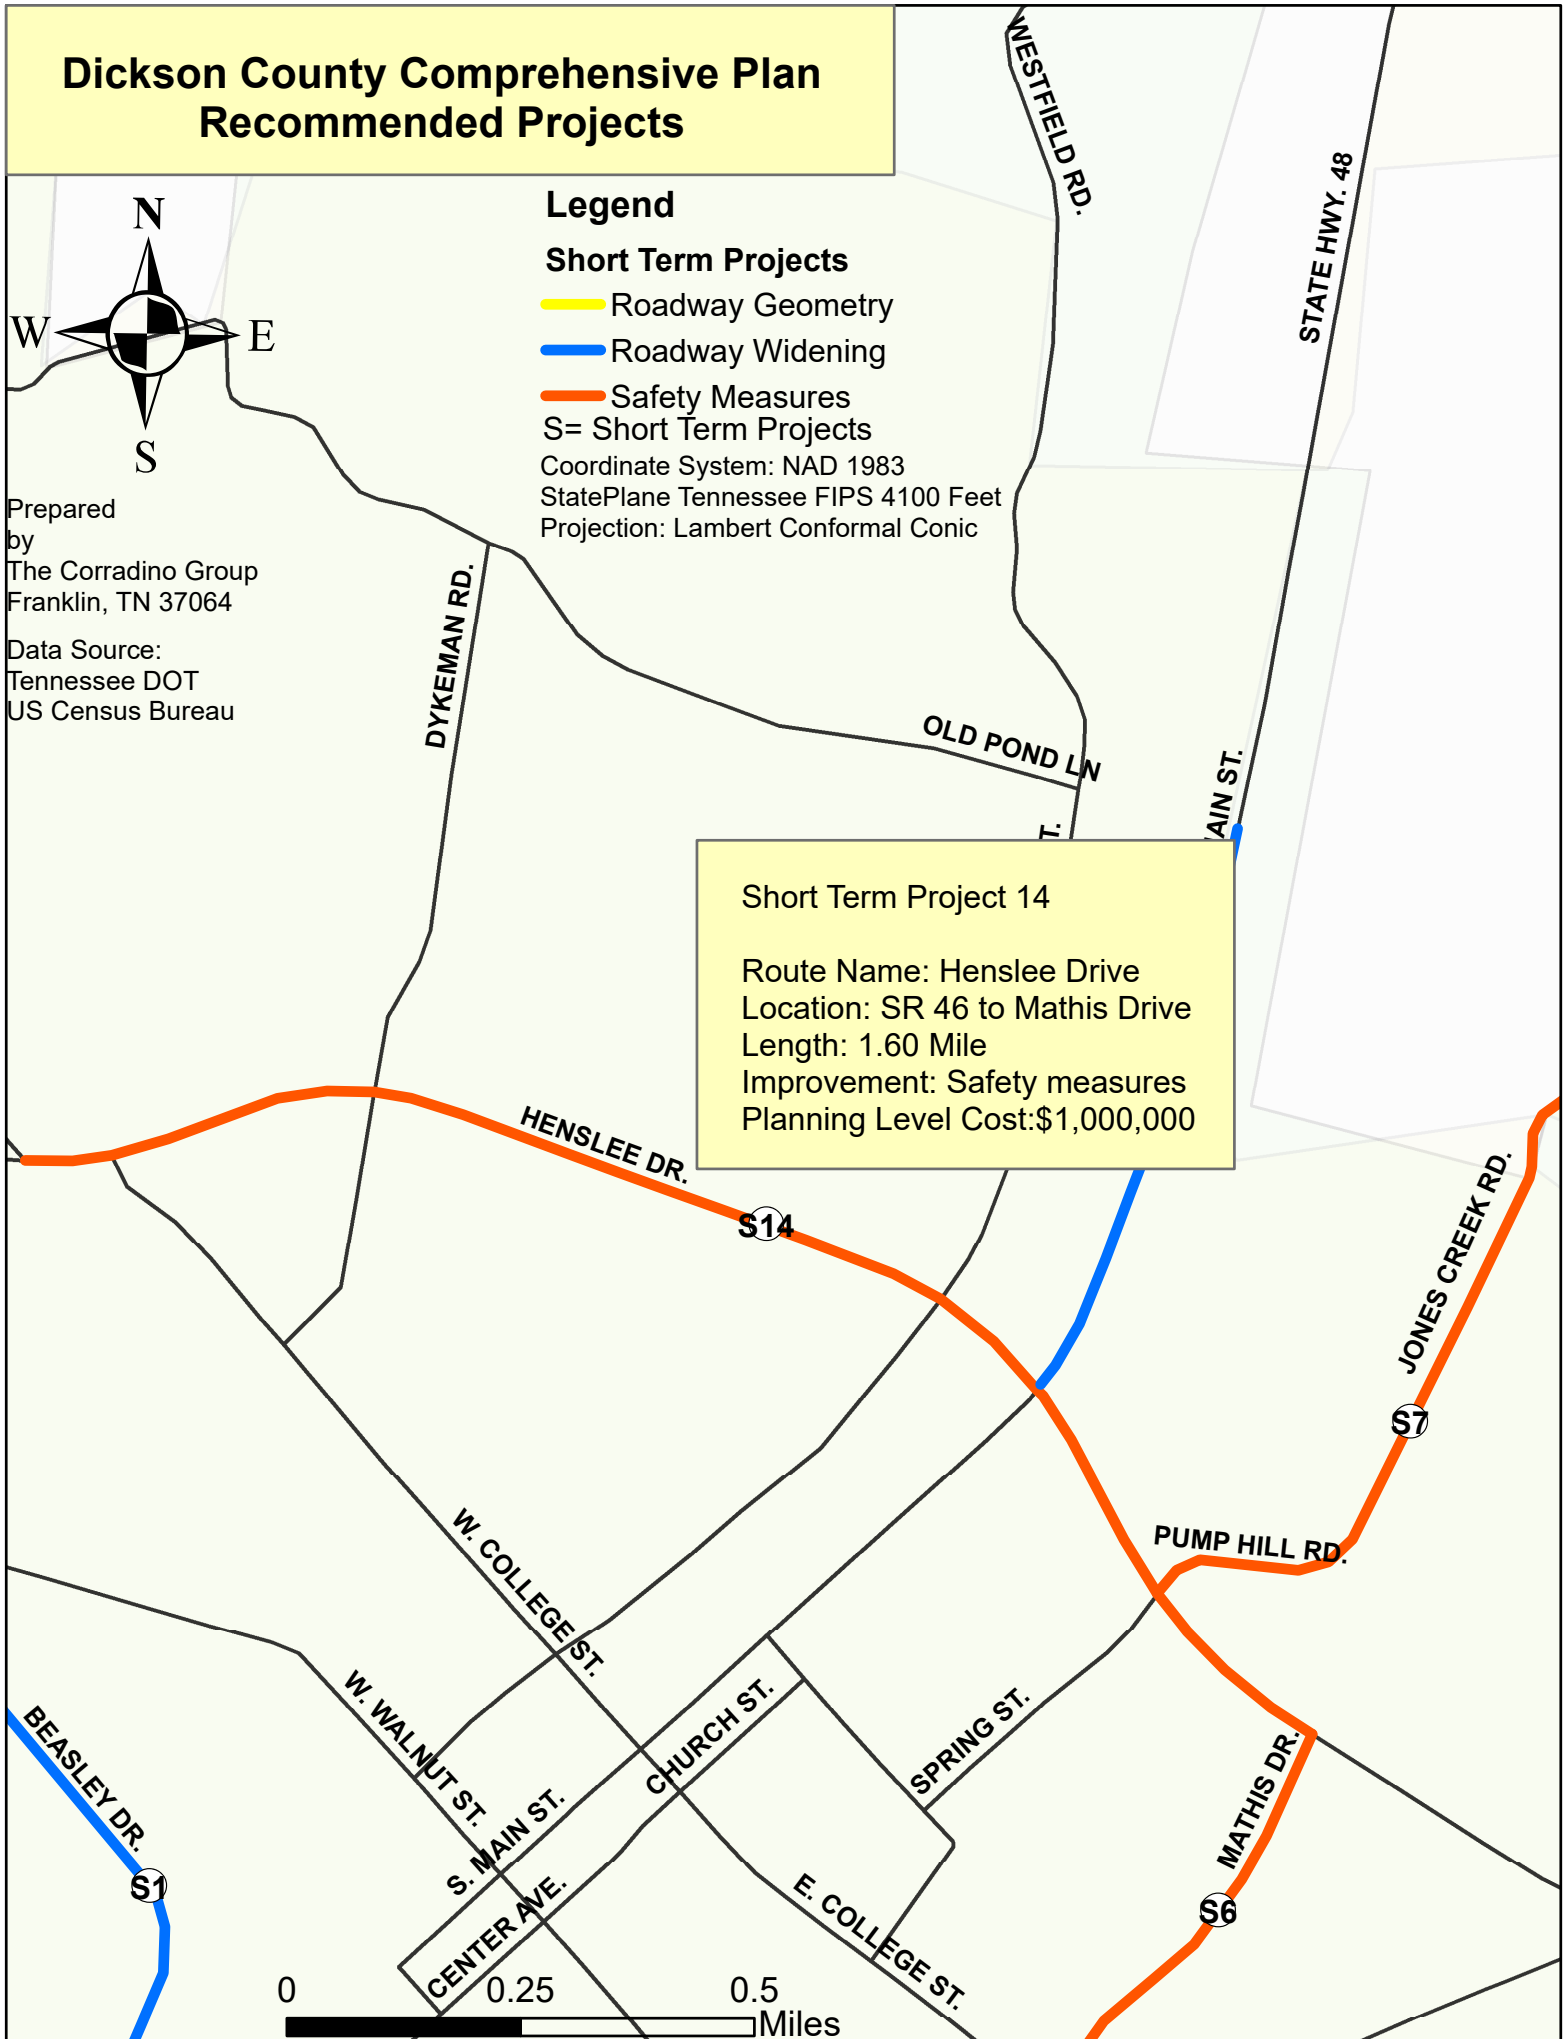 Dickson County Comprehensive Plan
Recommended Projects
Legend
Short Term Projects
Roadway Geometry
Roadway Widening
Safety Measures
S= Short Term Projects
Coordinate System: NAD 1983
StatePlane Tennessee FIPS 4100 Feet
Projection: Lambert Conformal Conic
N
W
E
S
Prepared
by
The Corradino Group
Franklin, TN 37064
Data Source:
Tennessee DOT
US Census Bureau
WESTFIELD RD.
STATE HWY. 48
DYKEMAN RD.
OLD POND LN
AIN ST.
T.
Short Term Project 14
Route Name: Henslee Drive
Location: SR 46 to Mathis Drive
Length: 1.60 Mile
Improvement: Safety measures
Planning Level Cost:$1,000,000
HENSLEE DR.
S14
JONES CREEK RD.
S7
PUMP HILL RD.
W. COLLEGE ST.
W. WALNUT ST.
CHURCH ST.
SPRING ST.
MATHIS DR.
BEASLEY DR.
S1
S. MAIN ST.
CENTER AVE.
E. COLLEGE ST.
S6
0
0.25
0.5
Miles